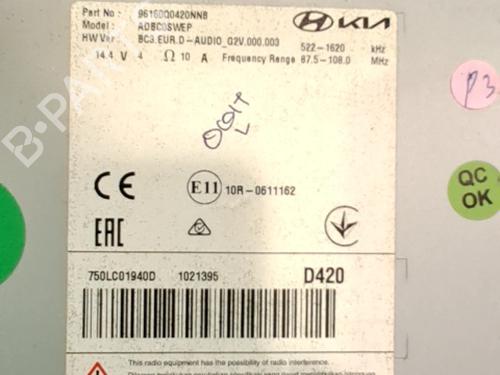 Part No : 96160Q0420NNB
Model : ADBC0SWEP
HW Ver. : BC3.EUR.D-AUDIO_G2V.000.003
14.4 V 4 Ω 10 A Frequency Range
522-1620 kHz
87.5-108.0 MHz
KIA
P3
QC
OK
CE
E11 10R-0611162
EAC
750LC01940D 1021395 D420
This radio equipment has the possibility of radio interference...